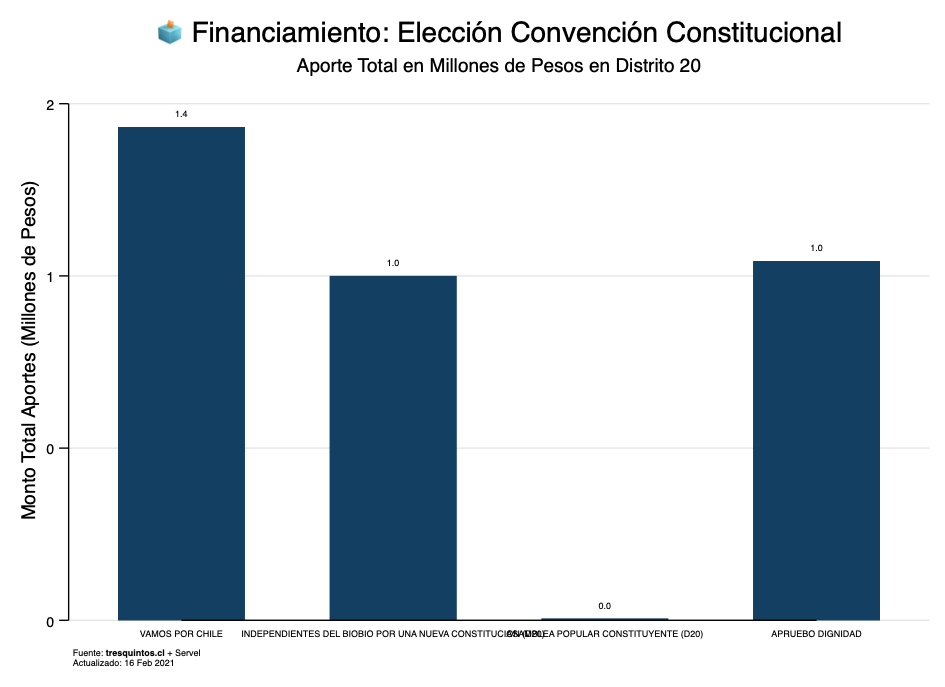 Financiamiento: Elección Convención Constitucional
Aporte Total en Millones de Pesos en Distrito 20
Monto Total Aportes (Millones de Pesos)
2
1
0
0
1.4
1.0
0.0
1.0
VAMOS POR CHILE
INDEPENDIENTES DEL BIOBIO POR UNA NUEVA CONSTITUCION (D20)
ASAMBLEA POPULAR CONSTITUYENTE (D20)
APRUEBO DIGNIDAD
Fuente: tresquintos.cl + Servel
Actualizado: 16 Feb 2021